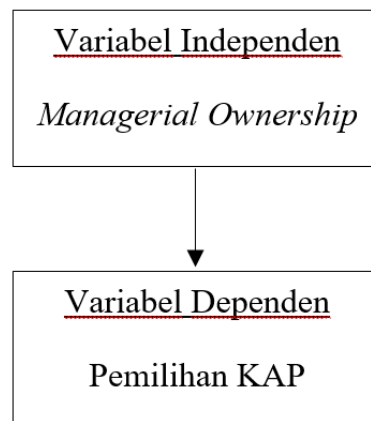 Variabel Independen
Managerial Ownership
Variabel Dependen
Pemilihan KAP